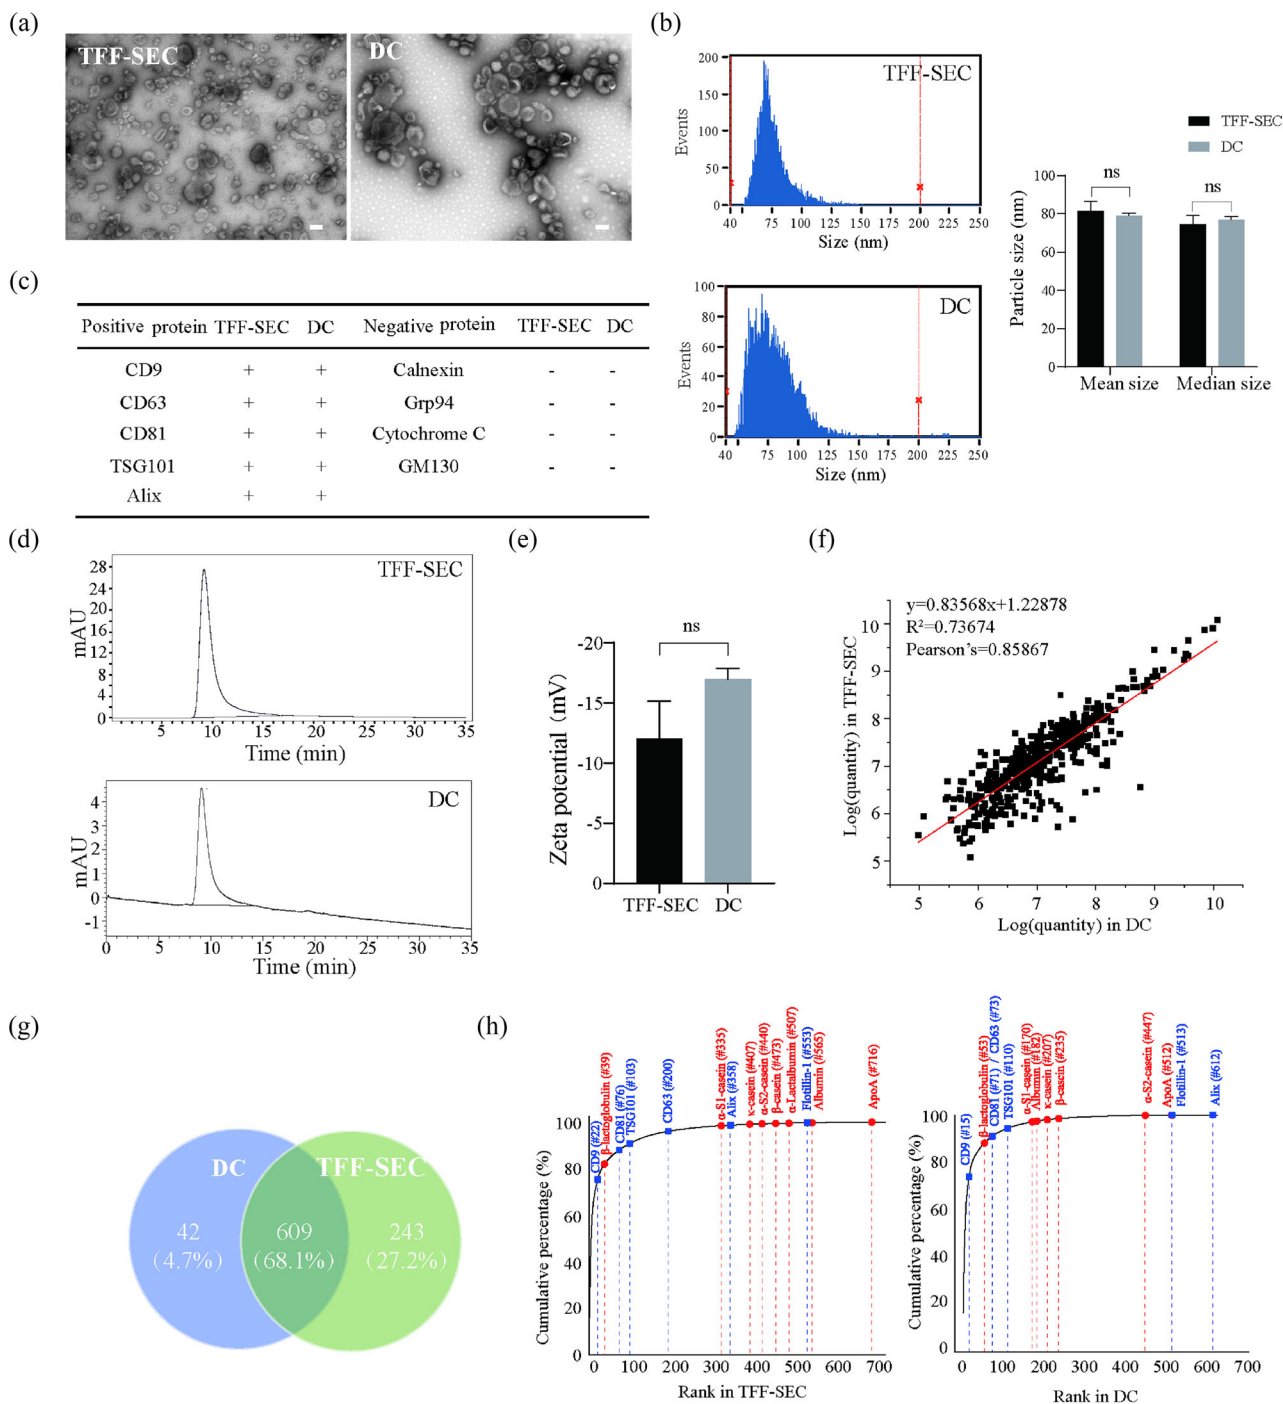 (a)
TFF-SEC
DC
(b)
200
150
100
50
0
Events
TFF-SEC
40
75
100
125
150
175
200
225
250
Size (nm)
100
80
60
40
20
0
Events
DC
40
75
100
125
150
175
200
225
250
Size (nm)
TFF-SEC
DC
100
80
60
40
20
0
Particle size (nm)
ns
ns
Mean size
Median size
(c)
Positive protein TFF-SEC DC Negative protein TFF-SEC DC
CD9 + + Calnexin - -
CD63 + + Grp94 - -
CD81 + + Cytochrome C - -
TSG101 + + GM130 - -
Alix + +
(d)
28
24
20
16
12
8
4
0
mAU
TFF-SEC
0 5 10 15 20 25 30 35
Time (min)
4
3
2
1
0
-1
mAU
DC
0 5 10 15 20 25 30 35
Time (min)
(e)
-20
-15
-10
-5
0
Zeta potential (mV)
ns
TFF-SEC DC
(f)
y=0.83568x+1.22878
R²=0.73674
Pearson's=0.85867
10
9
8
7
6
5
Log(quantity) in TFF-SEC
5 6 7 8 9 10
Log(quantity) in DC
(g)
DC
TFF-SEC
42
(4.7%)
609
(68.1%)
243
(27.2%)
(h)
CD9 (#22)
β-lactoglobulin (#39)
CD81 (#76)
TSG101 (#103)
CD63 (#200)
α-S1-casein (#335)
Alix (#358)
κ-casein (#407)
α-S2-casein (#440)
β-casein (#473)
α-Lactalbumin (#507)
Flotillin-1 (#553)
Albumin (#565)
ApoA (#716)
100
80
60
40
20
0
Cumulative percentage (%)
0 100 200 300 400 500 600 700
Rank in TFF-SEC
CD9 (#15)
β-lactoglobulin (#53)
CD81 (#71) / CD63 (#73)
TSG101 (#110)
α-S1-casein (#170)
Albumin (#182)
κ-casein (#207)
β-casein (#235)
α-S2-casein (#447)
ApoA (#512)
Flotillin-1 (#513)
Alix (#612)
100
80
60
40
20
0
Cumulative percentage (%)
0 100 200 300 400 500 600 700
Rank in DC